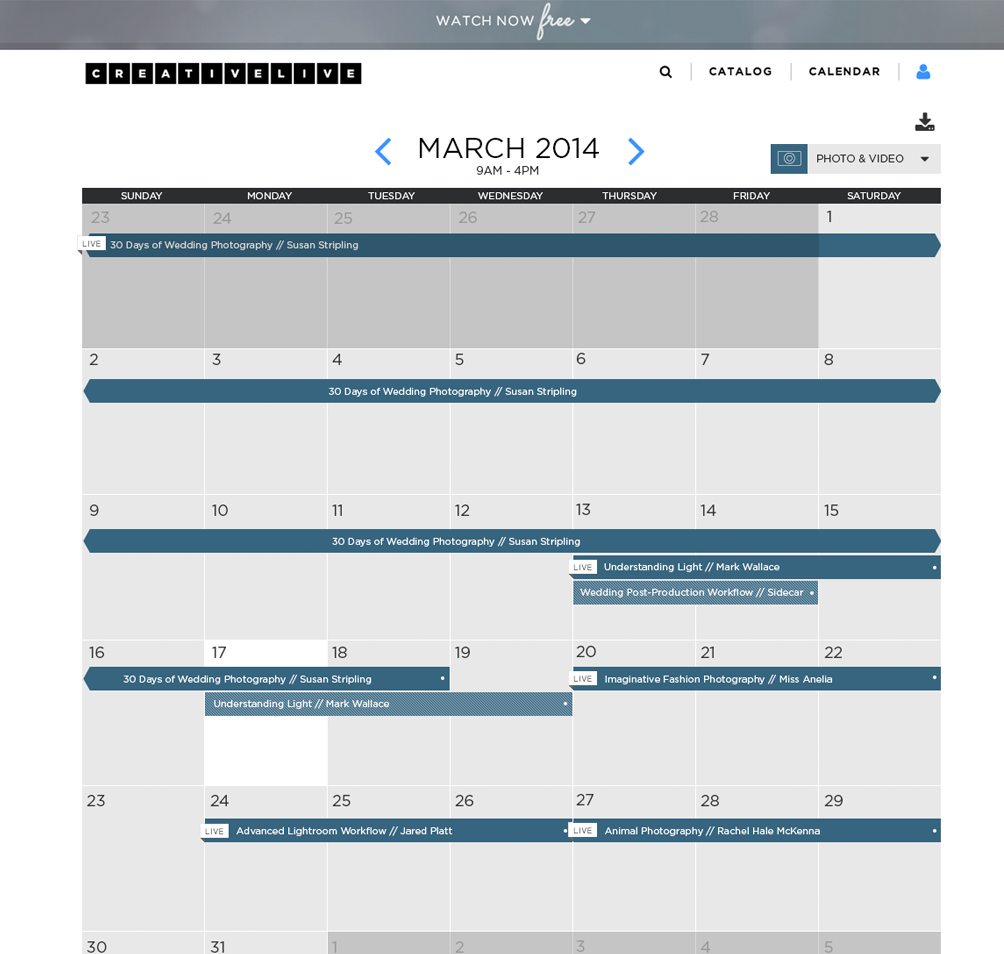 WATCH NOW free
CREATIVELIVE
CATALOG
CALENDAR
MARCH 2014
9AM - 4PM
PHOTO & VIDEO
SUNDAY MONDAY TUESDAY WEDNESDAY THURSDAY FRIDAY SATURDAY
23 24 25 26 27 28 1
LIVE 30 Days of Wedding Photography // Susan Stripling
2 3 4 5 6 7 8
30 Days of Wedding Photography // Susan Stripling
9 10 11 12 13 14 15
30 Days of Wedding Photography // Susan Stripling
LIVE Understanding Light // Mark Wallace
Wedding Post-Production Workflow // Sidecar
16 17 18 19 20 21 22
30 Days of Wedding Photography // Susan Stripling LIVE Imaginative Fashion Photography // Miss Anelia
Understanding Light // Mark Wallace
23 24 25 26 27 28 29
LIVE Advanced Lightroom Workflow // Jared Platt LIVE Animal Photography // Rachel Hale McKenna
30 31 1 2 3 4 5